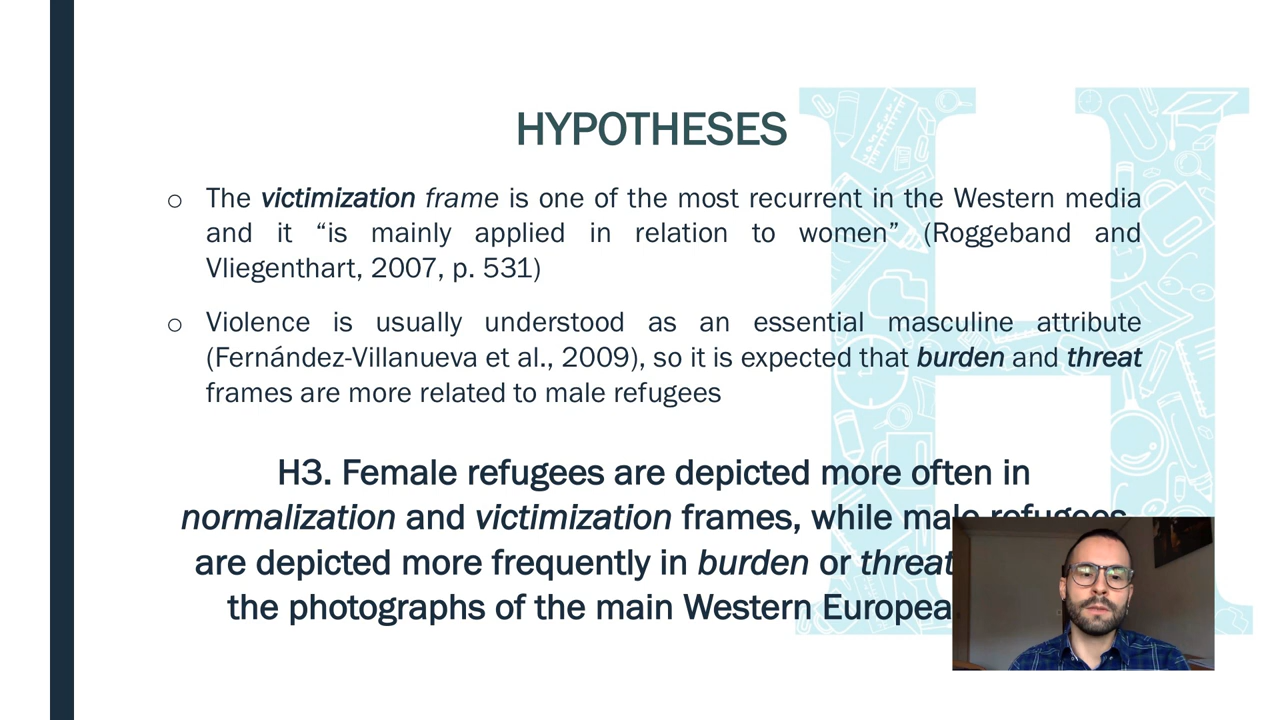 HYPOTHESES
o The victimization frame is one of the most recurrent in the Western media
and it “is mainly applied in relation to women” (Roggeband and
Vliegenthart, 2007, p. 531)
o Violence is usually understood as an essential masculine attribute
(Fernández-Villanueva et al., 2009), so it is expected that burden and threat
frames are more related to male refugees
H3. Female refugees are depicted more often in
normalization and victimization frames, while male refugees
are depicted more frequently in burden or threat
the photographs of the main Western